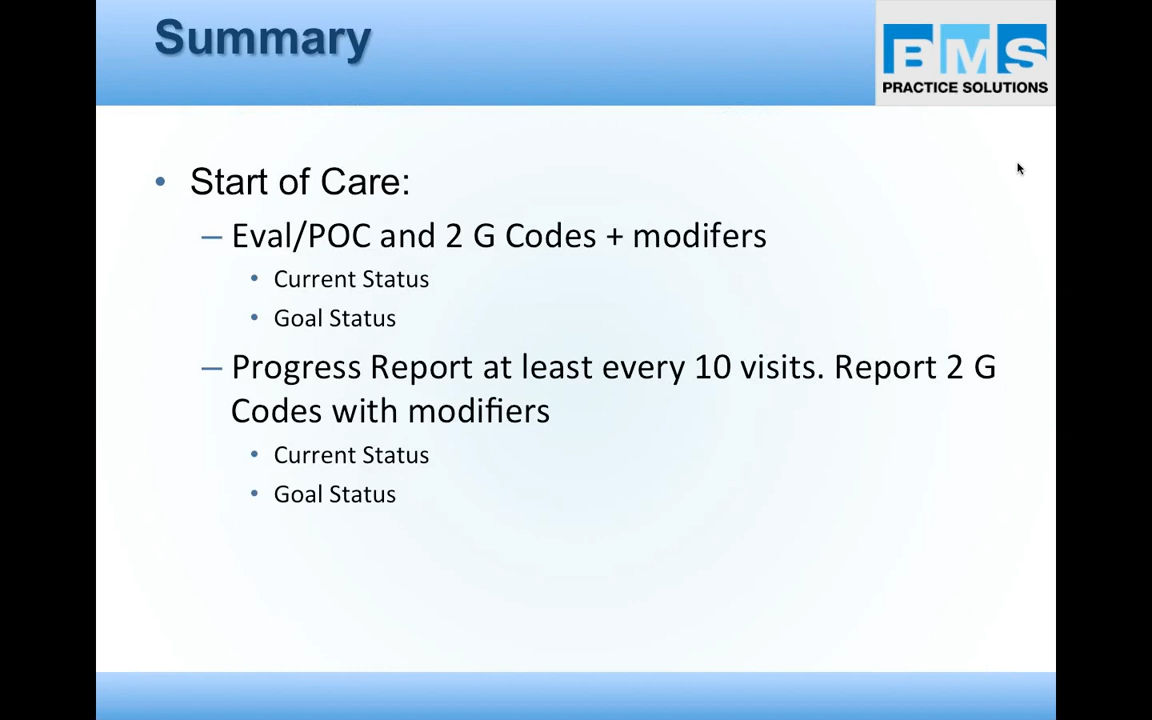 Summary
BMS
PRACTICE SOLUTIONS
• Start of Care:
– Eval/POC and 2 G Codes + modifers
• Current Status
• Goal Status
– Progress Report at least every 10 visits. Report 2 G
Codes with modifiers
• Current Status
• Goal Status